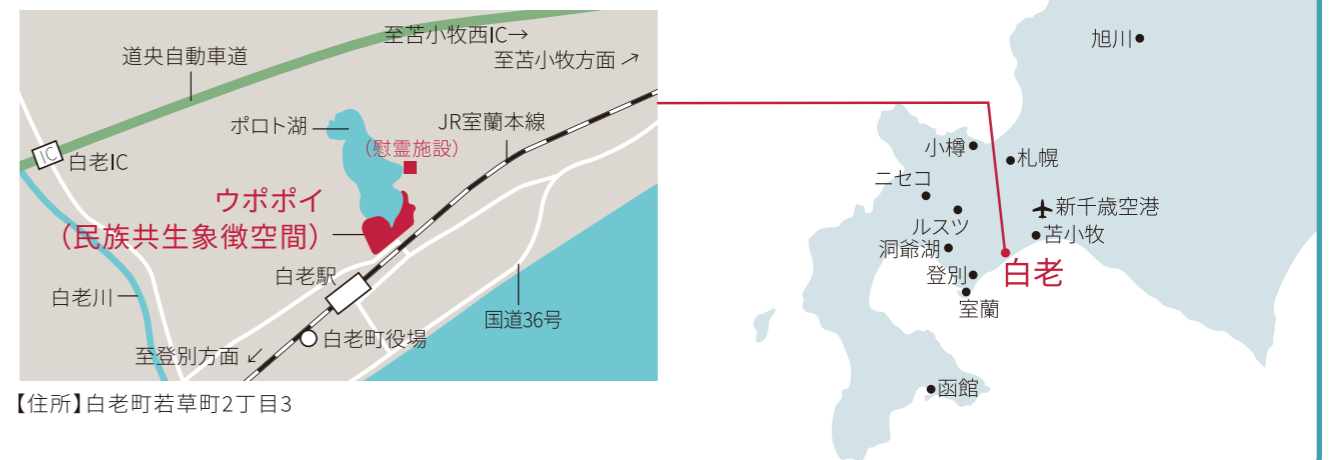 至苫小牧西IC→
道央自動車道
至苫小牧方面↗
ポロト湖
JR室蘭本線
（慰霊施設）
IC
白老IC
ウポポイ
（民族共生象徴空間）
白老駅
白老川
国道36号
白老町役場
至登別方面↙
【住所】白老町若草町2丁目3
旭川
小樽
札幌
ニセコ
新千歳空港
ルスツ
苫小牧
洞爺湖
登別
白老
室蘭
函館